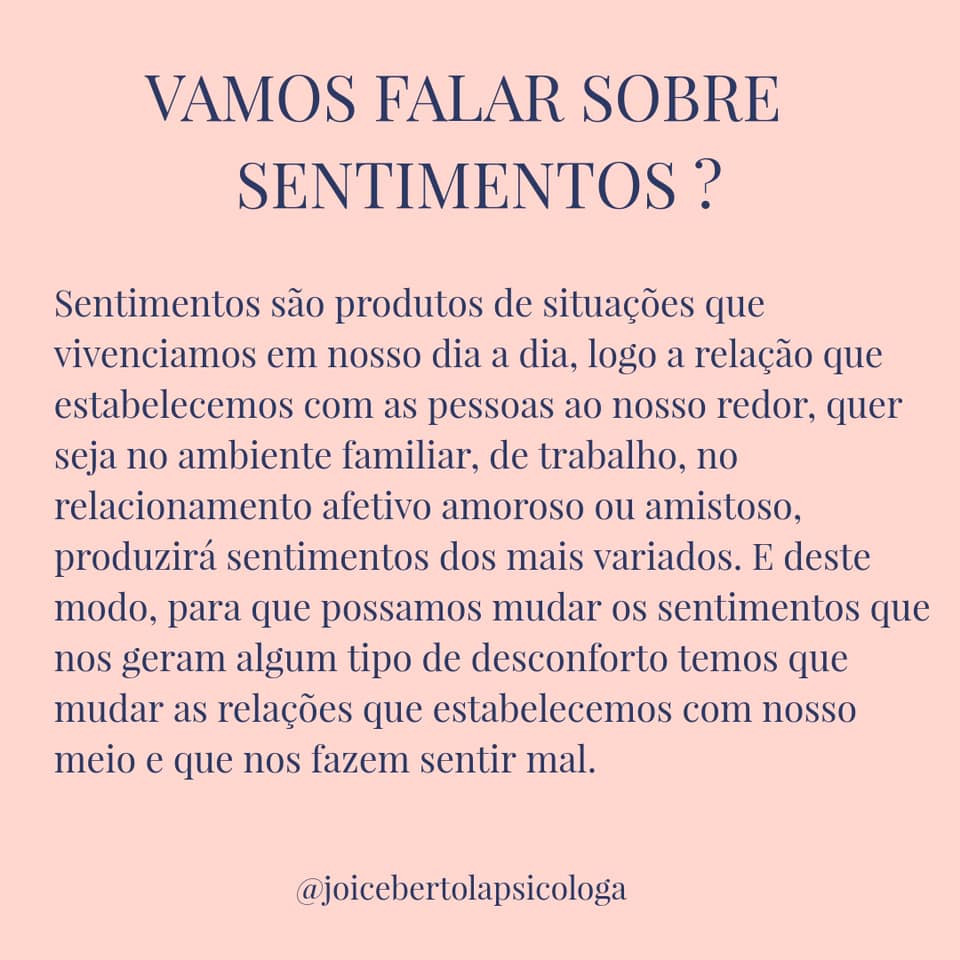 VAMOS FALAR SOBRE
SENTIMENTOS ?
Sentimentos são produtos de situações que
vivenciamos em nosso dia a dia, logo a relação que
estabelecemos com as pessoas ao nosso redor, quer
seja no ambiente familiar, de trabalho, no
relacionamento afetivo amoroso ou amistoso,
produzirá sentimentos dos mais variados. E deste
modo, para que possamos mudar os sentimentos que
nos geram algum tipo de desconforto temos que
mudar as relações que estabelecemos com nosso
meio e que nos fazem sentir mal.
@joicebertolapsicologa